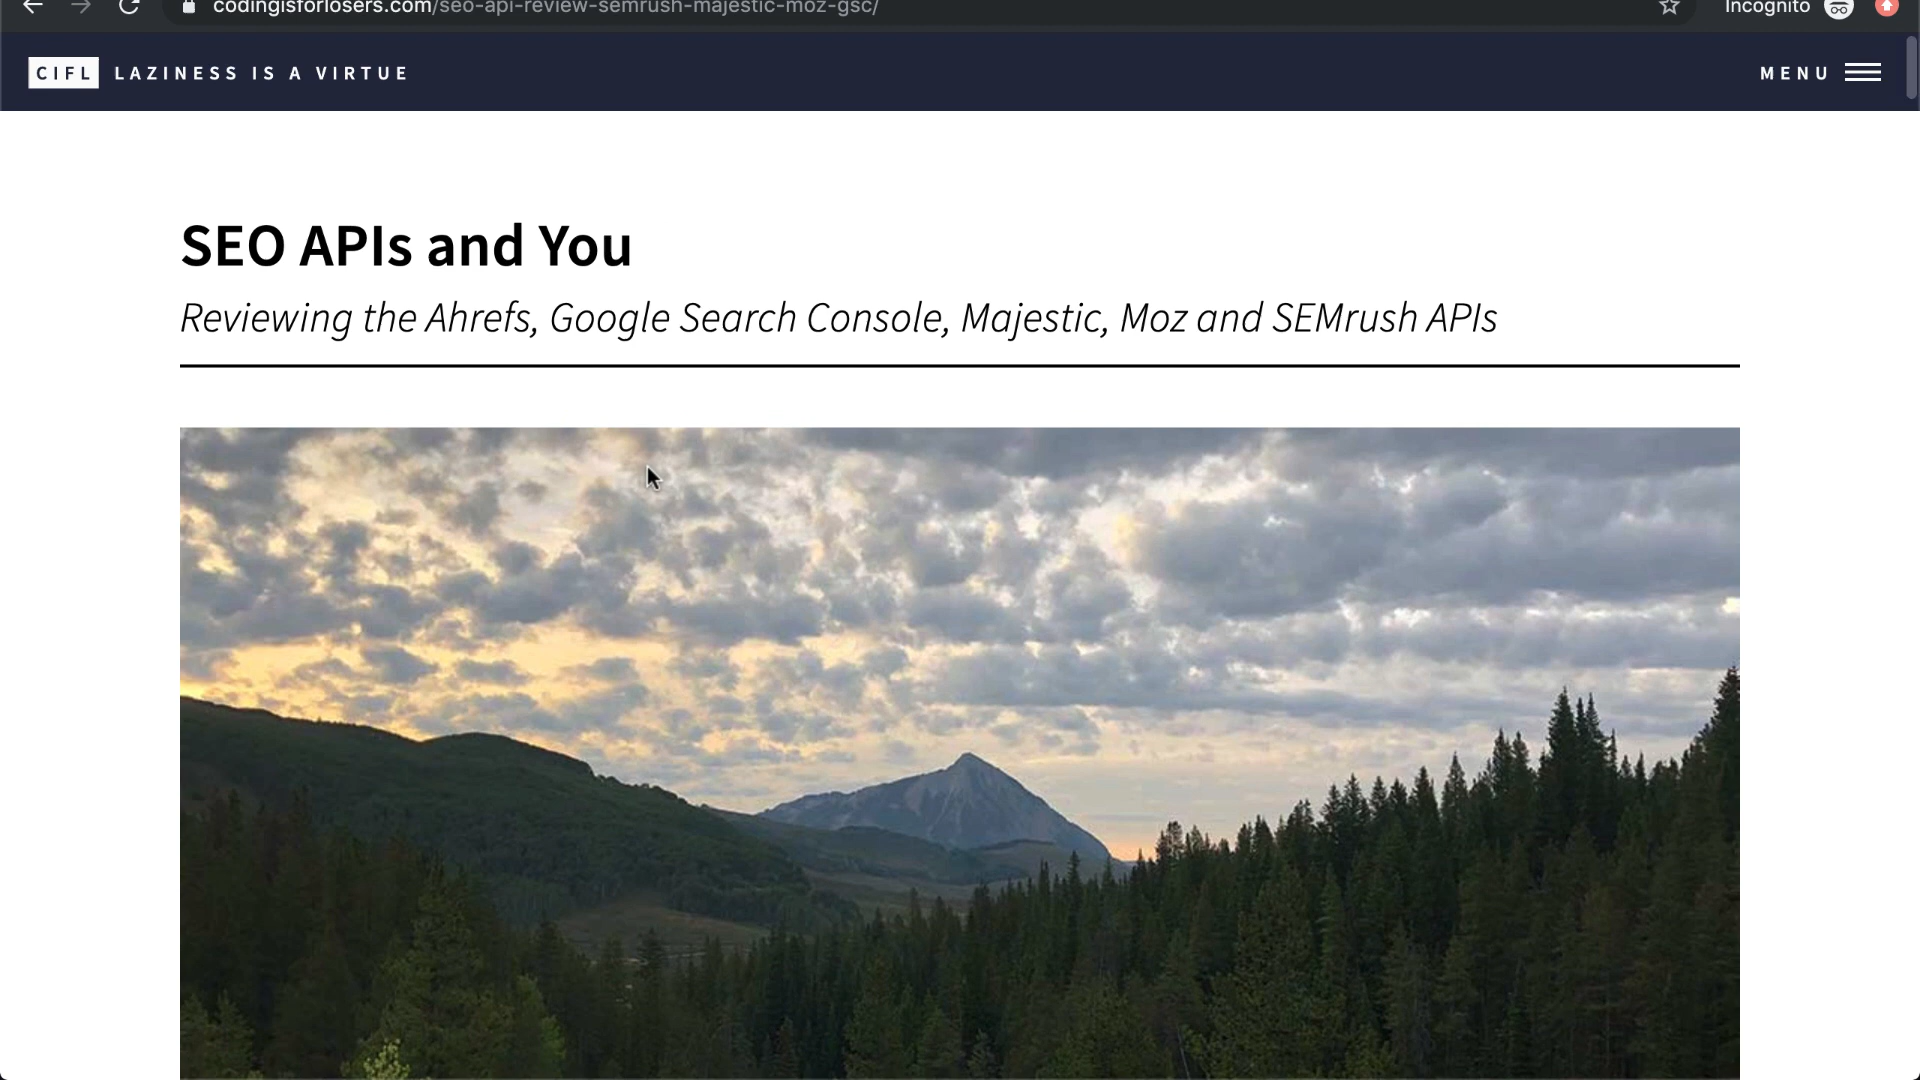 codingisforlosers.com/seo-api-review-semrush-majestic-moz-gsc/
Incognito
CIFL LAZINESS IS A VIRTUE
MENU
SEO APIs and You
Reviewing the Ahrefs, Google Search Console, Majestic, Moz and SEMrush APIs